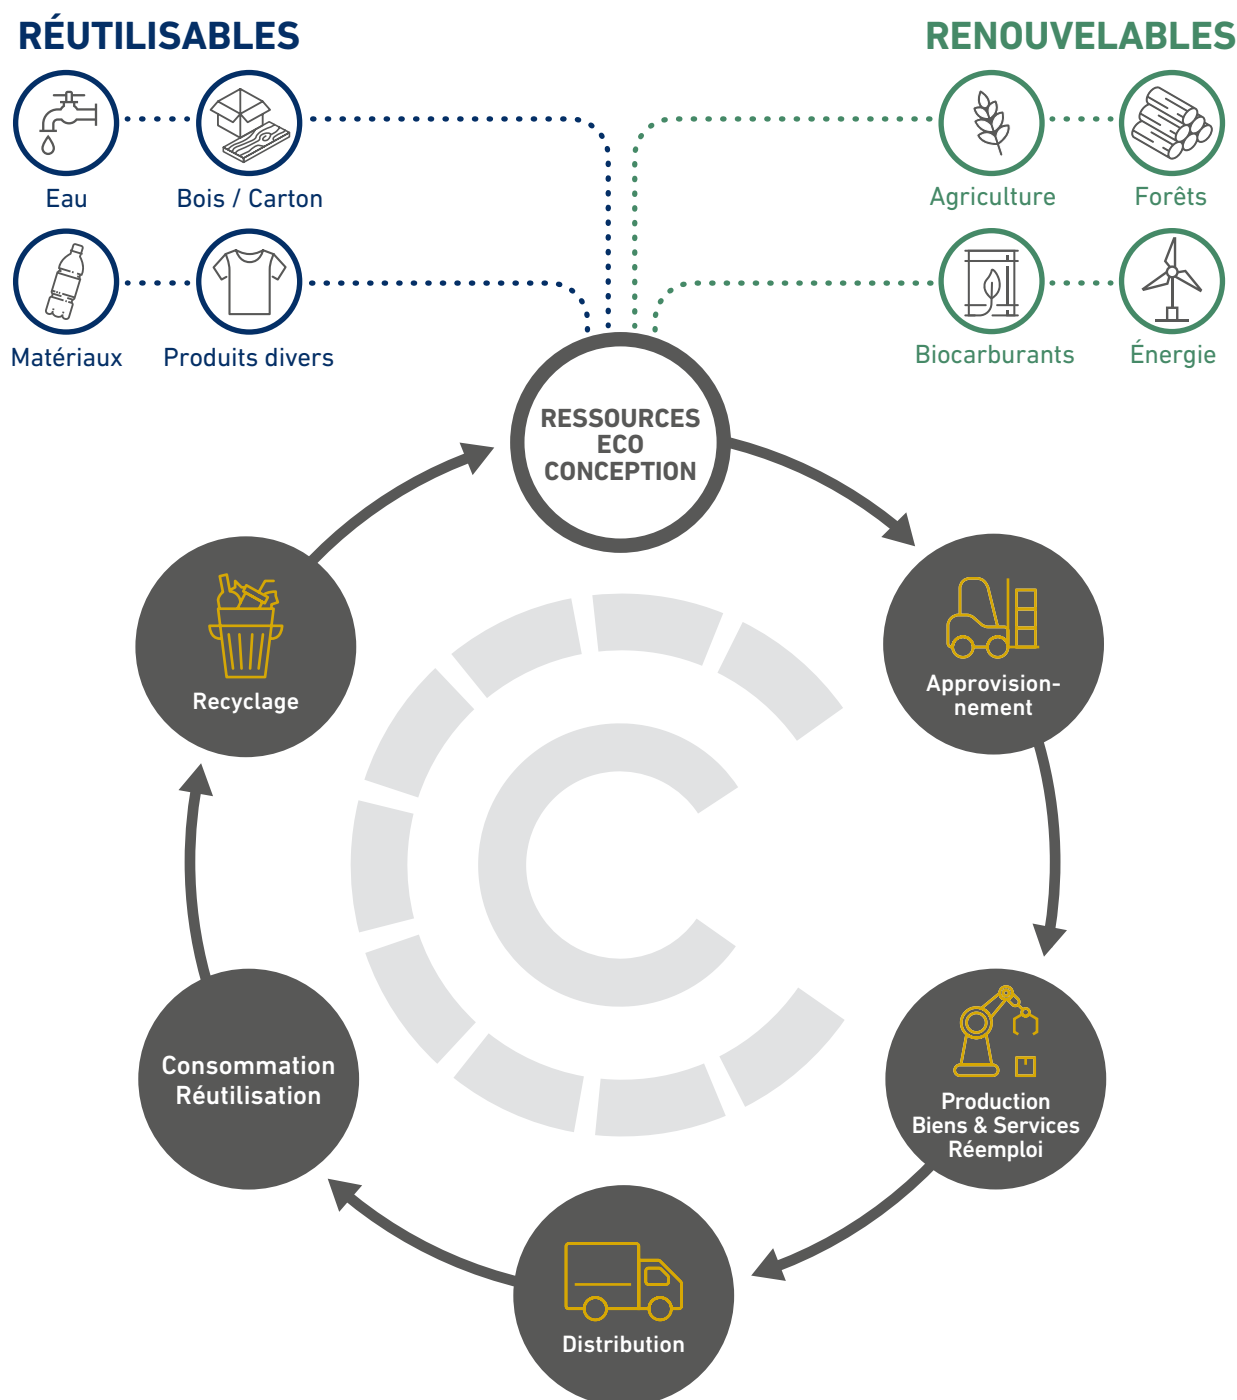 RÉUTILISABLES
RENOUVELABLES
Eau
Bois / Carton
Agriculture
Forêts
Matériaux
Produits divers
Biocarburants
Énergie
RESSOURCES
ECO
CONCEPTION
Approvision-
nement
Production
Biens & Services
Réemploi
Distribution
Consommation
Réutilisation
Recyclage